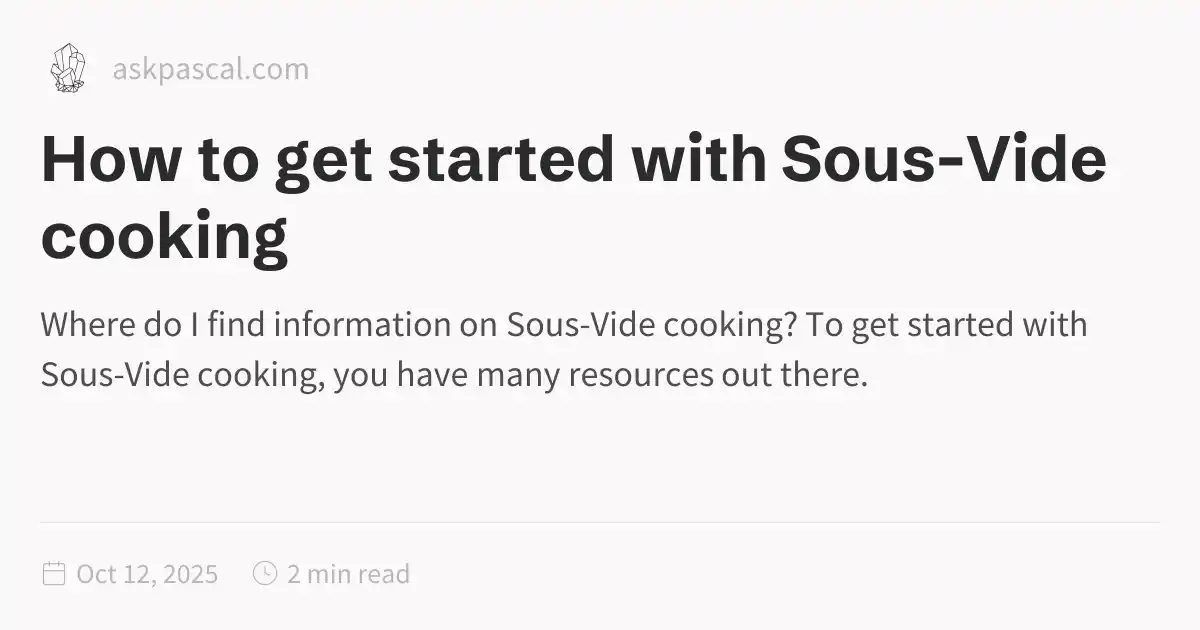 askpascal.com
How to get started with Sous-Vide
cooking
Where do I find information on Sous-Vide cooking? To get started with
Sous-Vide cooking, you have many resources out there.
Oct 12, 2025 2 min read